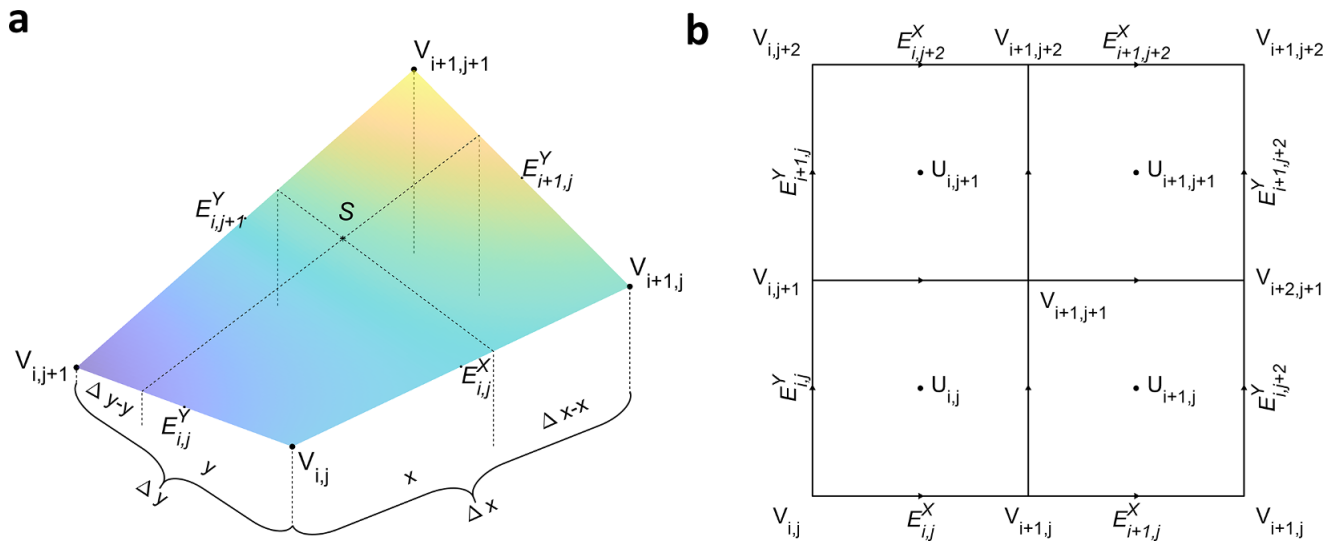 a
V i+1,j+1
E^Y i+1,j
E^Y i,j+1
S
V i+1,j
V i,j+1
E^X i,j
Δ y-y
E^Y i,j
Δ x-x
V i,j
y
x
Δ y
Δ x
b
V i,j+2 E^X i,j+2 V i+1,j+2 E^X i+1,j+2 V i+1,j+2
E^Y i+1,j U i,j+1 U i+1,j+1 E^Y i+1,j+2
V i,j+1 V i+2,j+1
V i+1,j+1
E^Y i,j U i,j U i+1,j E^Y i,j+2
V i,j E^X i,j V i+1,j E^X i+1,j V i+1,j